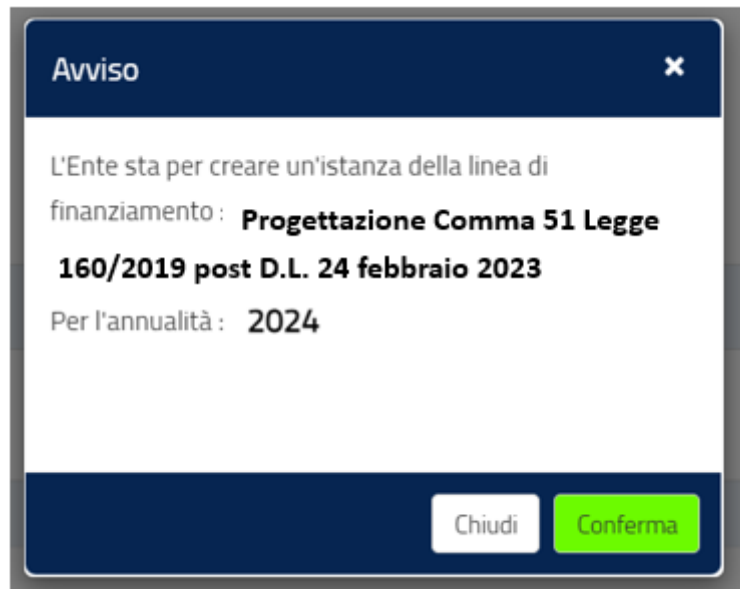 Avviso
L'Ente sta per creare un'istanza della linea di
finanziamento : Progettazione Comma 51 Legge
160/2019 post D.L. 24 febbraio 2023
Per l'annualità : 2024
Chiudi Conferma